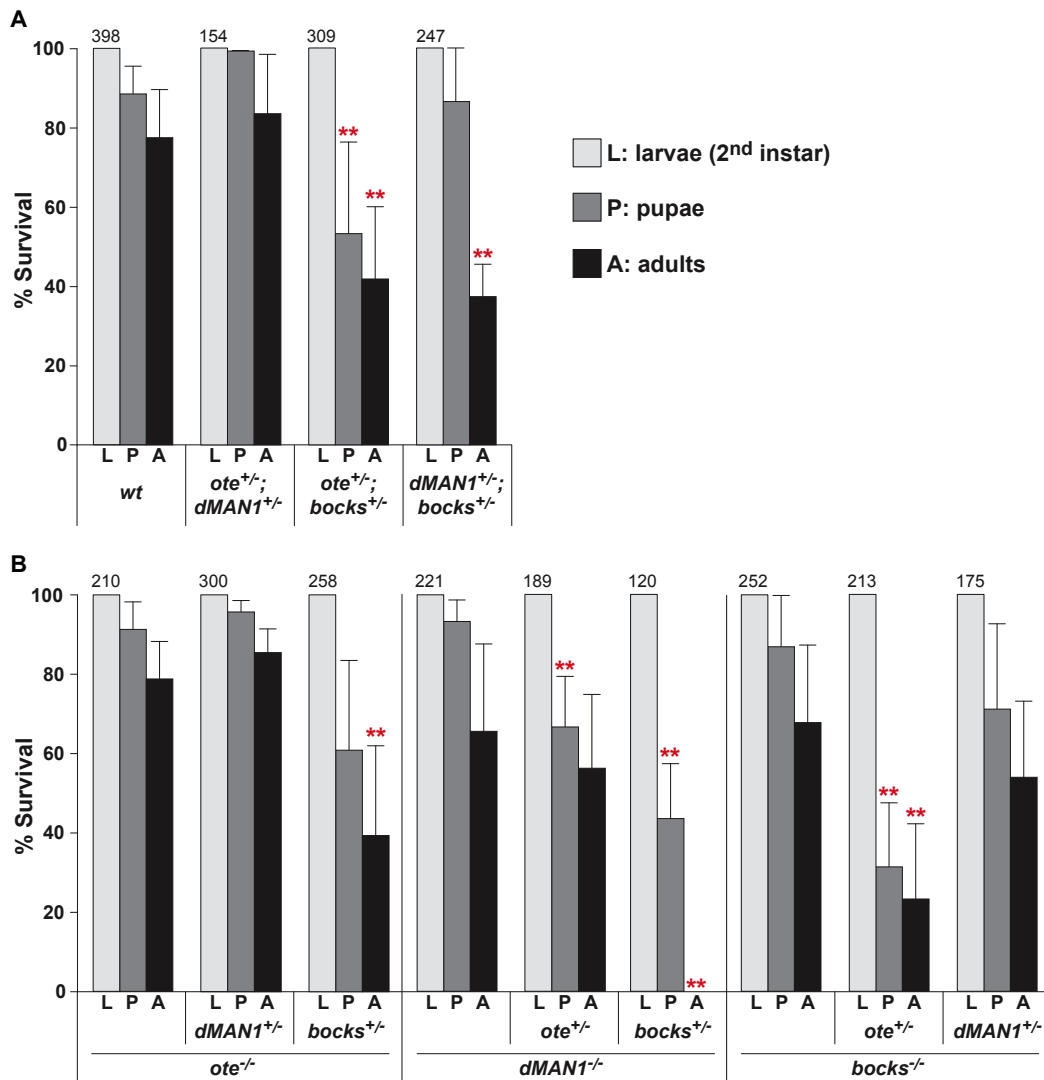 A
398 154 309 247
100
80
60
40
20
0
% Survival
** ** **
L P A L P A L P A L P A
wt ote+/-; ote+/-; dMAN1+/-;
dMAN1+/- bocks+/- bocks+/-
L: larvae (2nd instar)
P: pupae
A: adults
B
210 300 258 221 189 120 252 213 175
100
80
60
40
20
0
% Survival
** ** ** ** ** **
L P A L P A L P A L P A L P A L P A L P A L P A L P A
dMAN1+/- bocks+/- ote+/- bocks+/- ote+/- dMAN1+/-
ote-/- dMAN1-/- bocks-/-